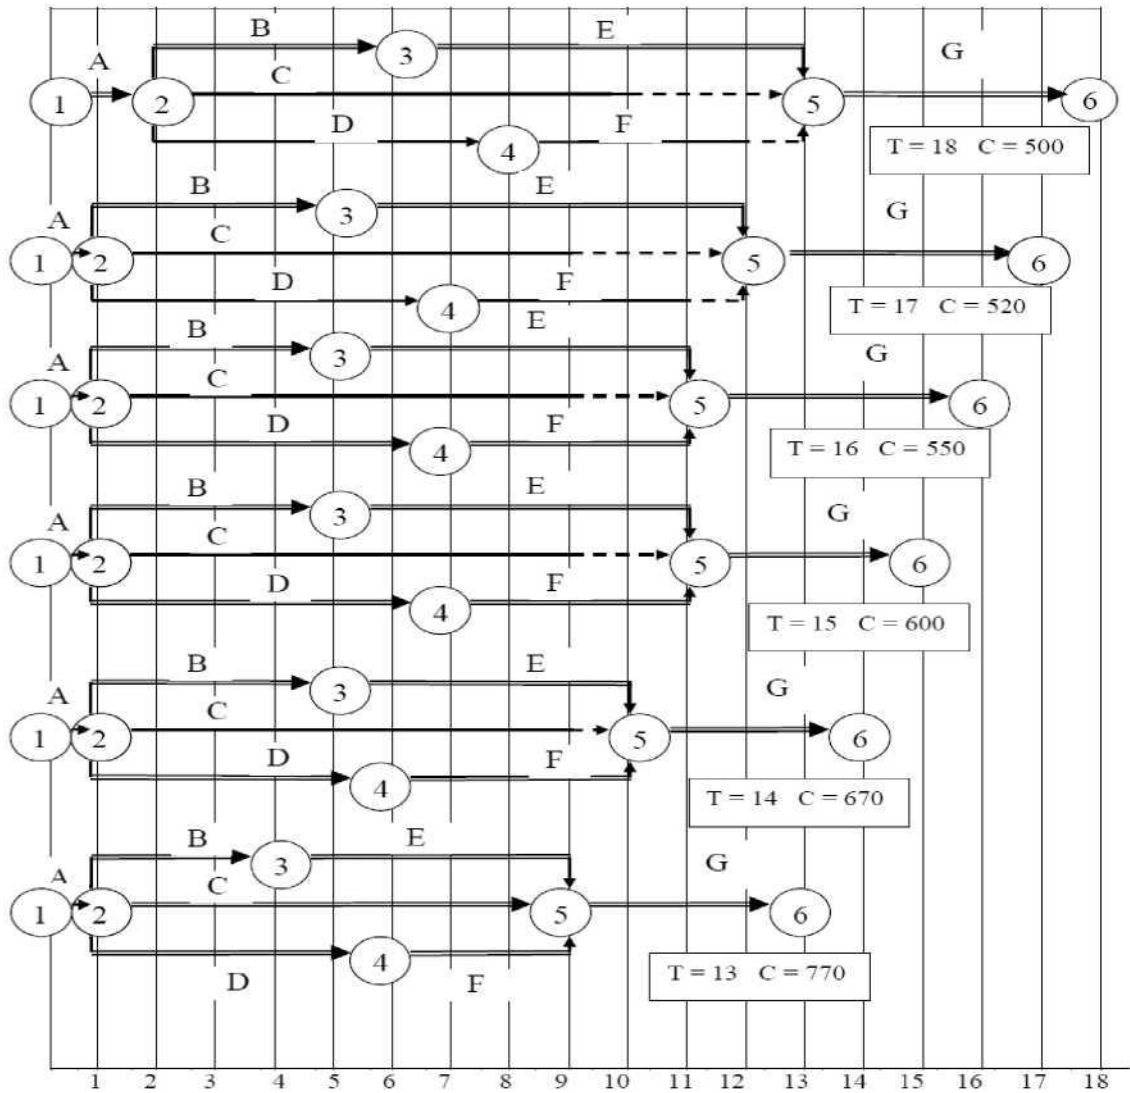 B E
A C G
1 2 3 5 6
D F
4
T = 18 C = 500
B E
A C G
1 2 3 5 6
D F
4
T = 17 C = 520
B E
A C G
1 2 3 5 6
D F
4
T = 16 C = 550
B E
A C G
1 2 3 5 6
D F
4
T = 15 C = 600
B E
A C G
1 2 3 5 6
D F
4
T = 14 C = 670
B E
A C G
1 2 3 5 6
4
D F
T = 13 C = 770
1 2 3 4 5 6 7 8 9 10 11 12 13 14 15 16 17 18